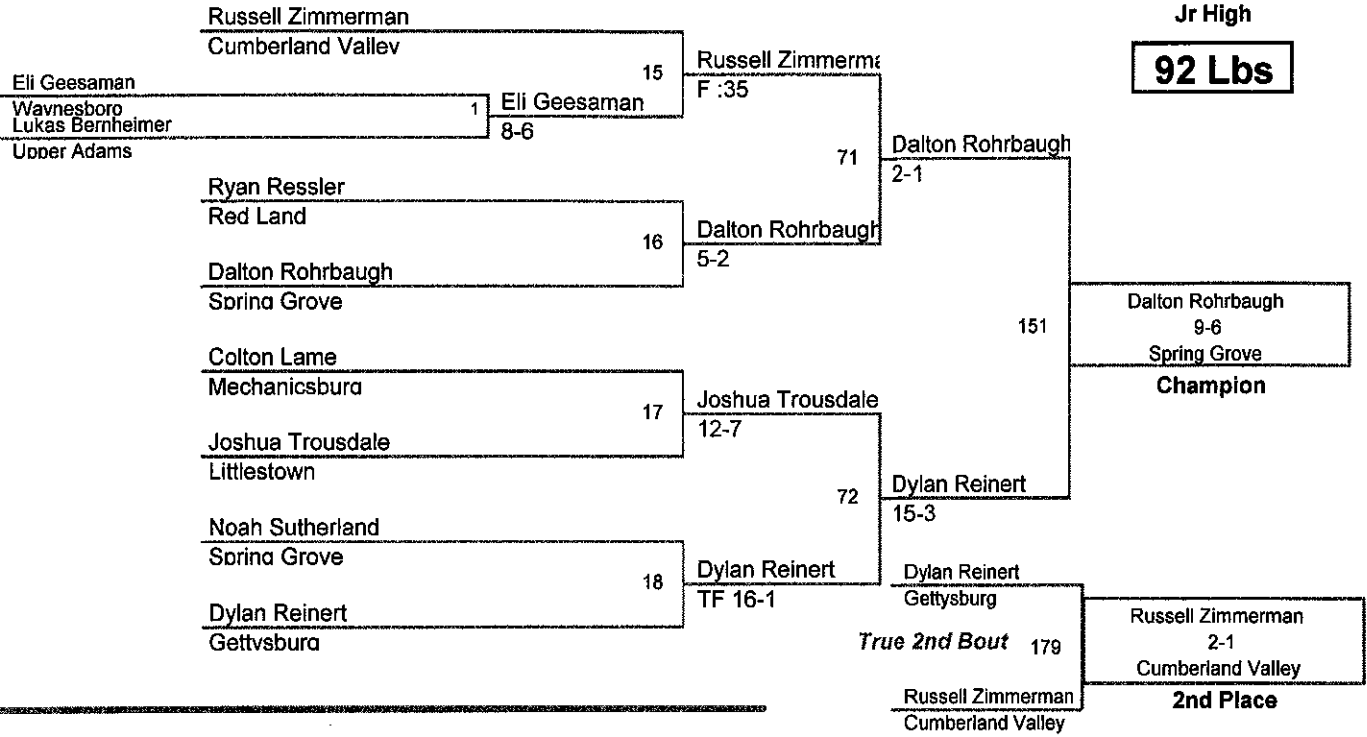 Jr High
92 Lbs
Russell Zimmerman
Cumberland Valley
Eli Geesaman
Waynesboro
Lukas Bernheimer
Upper Adams
1
Eli Geesaman
8-6
15
Russell Zimmerma
F :35
Ryan Ressler
Red Land
Dalton Rohrbaugh
Spring Grove
16
Dalton Rohrbaugh
5-2
71
Dalton Rohrbaugh
2-1
Colton Lame
Mechanicsburg
Joshua Trousdale
Littlestown
17
Joshua Trousdale
12-7
Noah Sutherland
Spring Grove
Dylan Reinert
Gettysburg
18
Dylan Reinert
TF 16-1
72
Dylan Reinert
15-3
151
Dalton Rohrbaugh
9-6
Spring Grove
Champion
Dylan Reinert
Gettysburg
True 2nd Bout 179
Russell Zimmerman
Cumberland Valley
Russell Zimmerman
2-1
Cumberland Valley
2nd Place